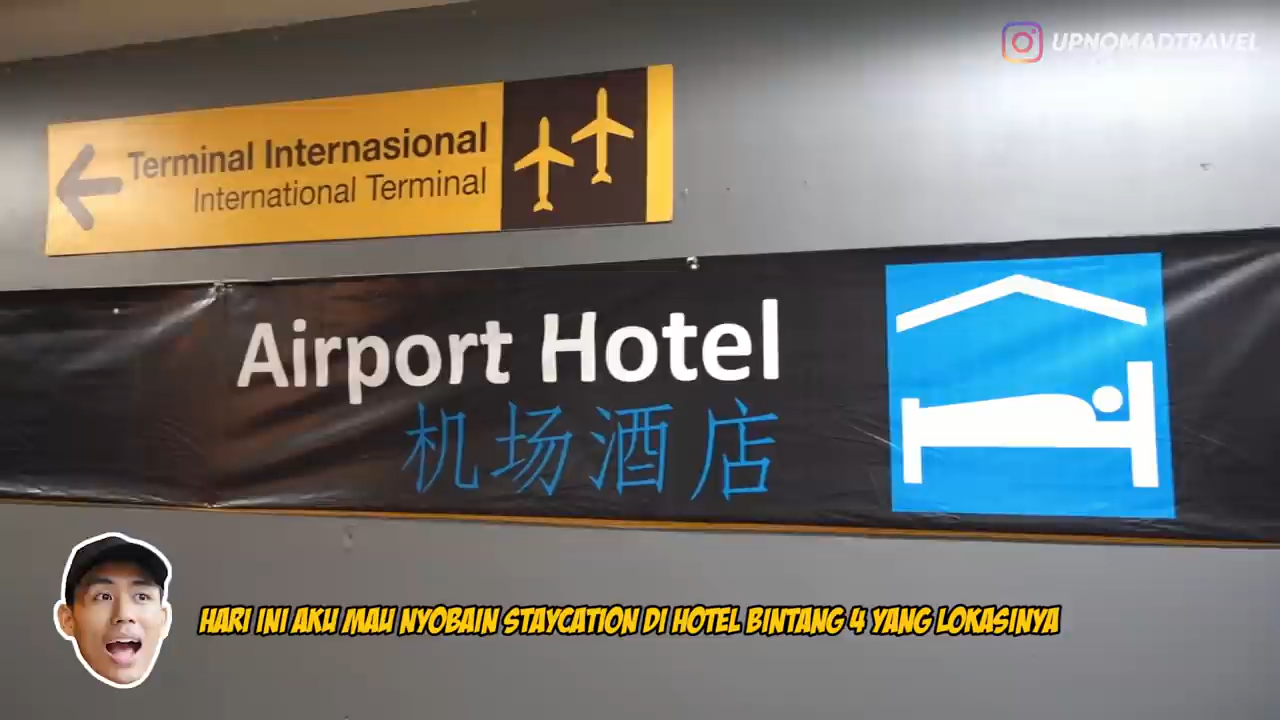 UPNOMADTRAVEL
Terminal Internasional
International Terminal
Airport Hotel
机场酒店
HARI INI AKU MAU NYOBAIN STAYCATION DI HOTEL BINTANG 4 YANG LOKASINYA